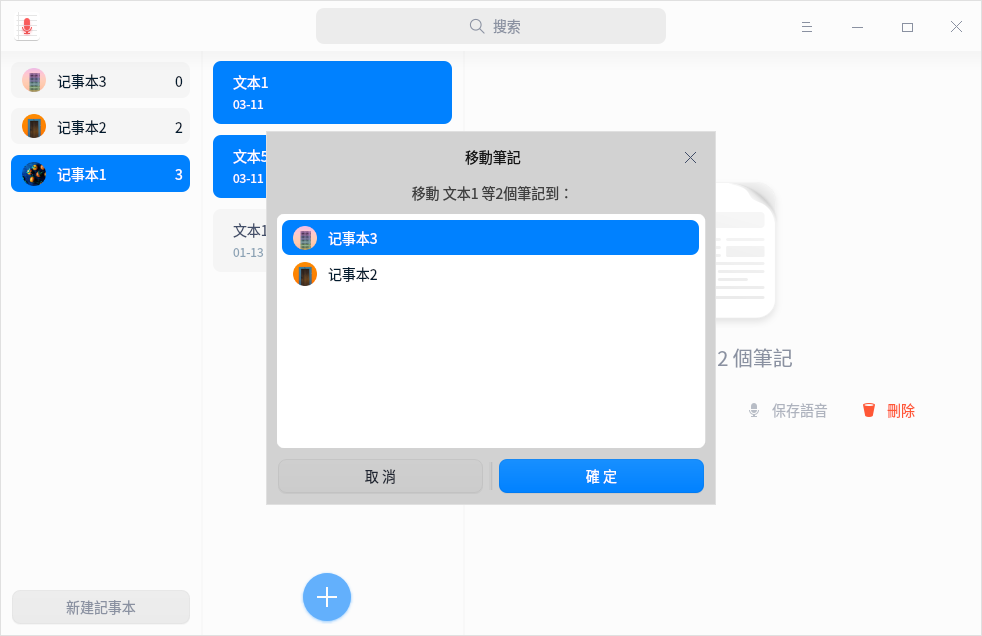 搜索
记事本3 0
记事本2 2
记事本1 3
新建記事本
文本1
03-11
文本5
03-11
文本1
01-13
移動筆記
移動 文本1 等2個筆記到：
记事本3
记事本2
取 消
確 定
2 個筆記
保存語音
刪除